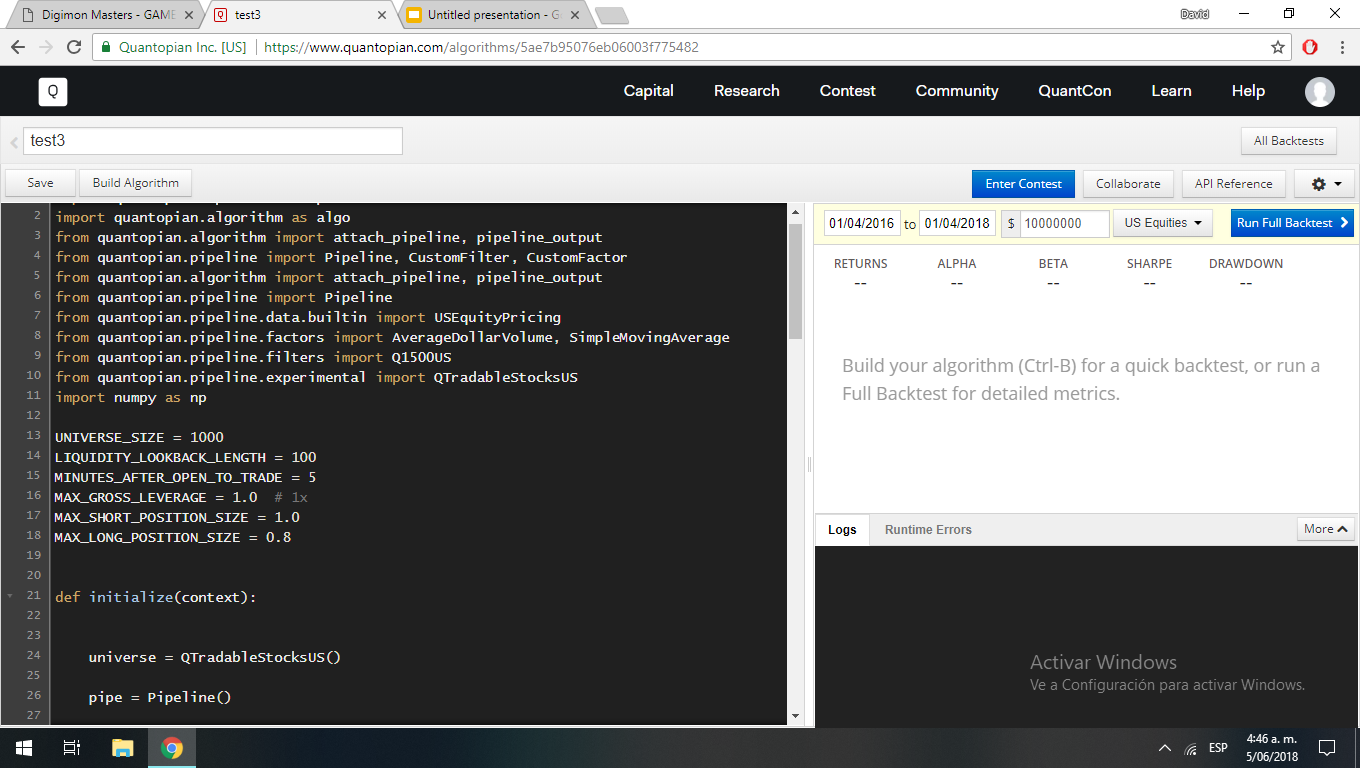 Digimon Masters - GAME
test3
Untitled presentation - G
David
Quantopian Inc. [US]
https://www.quantopian.com/algorithms/5ae7b95076eb06003f775482
Q
Capital
Research
Contest
Community
QuantCon
Learn
Help
test3
All Backtests
Save
Build Algorithm
Enter Contest
Collaborate
API Reference
2 import quantopian.algorithm as algo
3 from quantopian.algorithm import attach_pipeline, pipeline_output
4 from quantopian.pipeline import Pipeline, CustomFilter, CustomFactor
5 from quantopian.algorithm import attach_pipeline, pipeline_output
6 from quantopian.pipeline import Pipeline
7 from quantopian.pipeline.data.builtin import USEquityPricing
8 from quantopian.pipeline.factors import AverageDollarVolume, SimpleMovingAverage
9 from quantopian.pipeline.filters import Q1500US
10 from quantopian.pipeline.experimental import QTradableStocksUS
11 import numpy as np
12
13 UNIVERSE_SIZE = 1000
14 LIQUIDITY_LOOKBACK_LENGTH = 100
15 MINUTES_AFTER_OPEN_TO_TRADE = 5
16 MAX_GROSS_LEVERAGE = 1.0  # 1x
17 MAX_SHORT_POSITION_SIZE = 1.0
18 MAX_LONG_POSITION_SIZE = 0.8
19
20
21 def initialize(context):
22
23
24     universe = QTradableStocksUS()
25
26     pipe = Pipeline()
27
01/04/2016 to 01/04/2018 $ 10000000 US Equities Run Full Backtest
RETURNS ALPHA BETA SHARPE DRAWDOWN
-- -- -- -- --
Build your algorithm (Ctrl-B) for a quick backtest, or run a
Full Backtest for detailed metrics.
Logs
Runtime Errors
More
Activar Windows
Ve a Configuración para activar Windows.
ESP
4:46 a. m.
5/06/2018